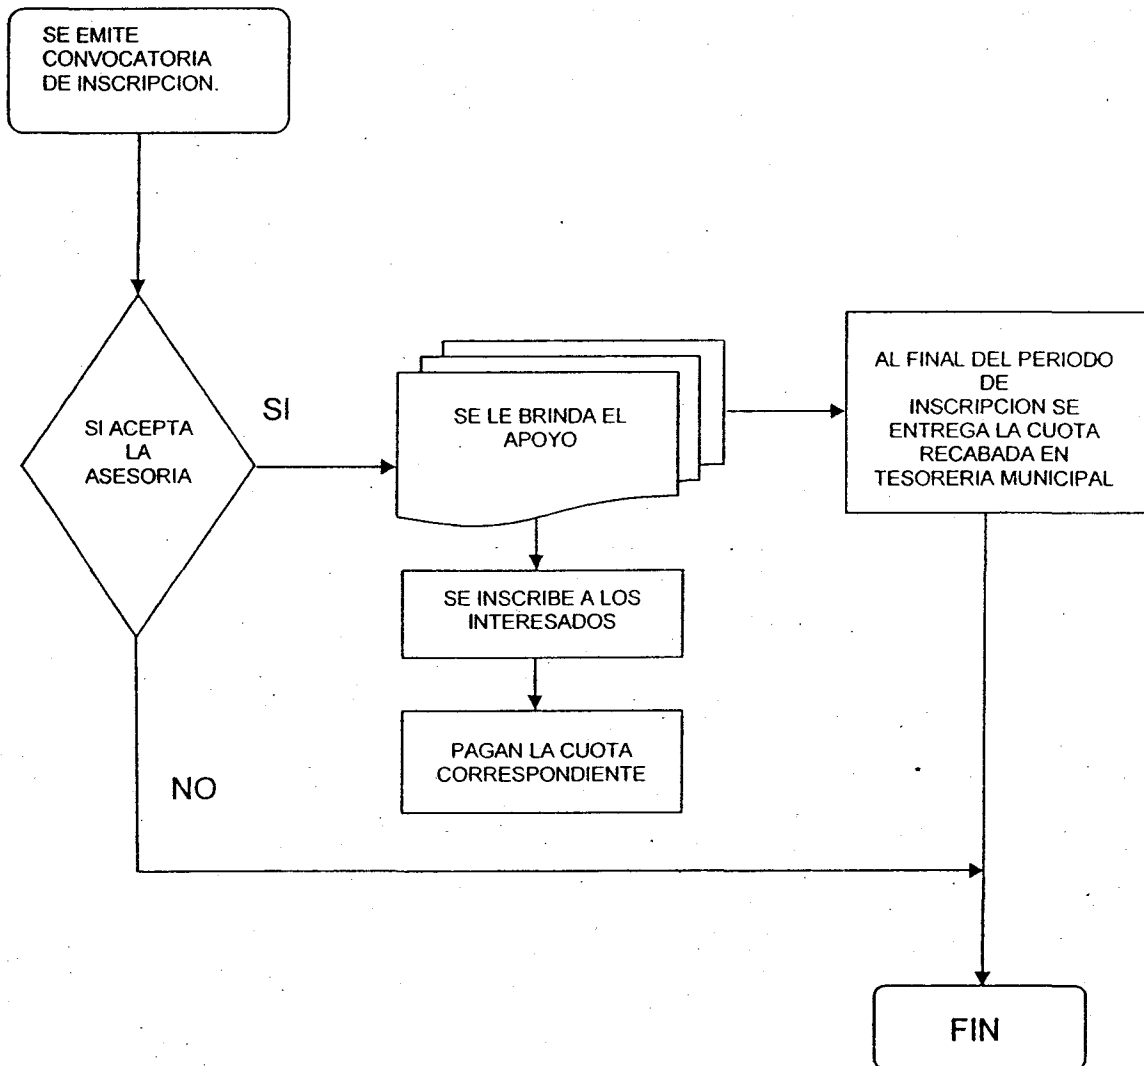 SE EMITE
CONVOCATORIA
DE INSCRIPCION.
SI ACEPTA
LA
ASESORIA
SI
SE LE BRINDA EL
APOYO
AL FINAL DEL PERIODO
DE
INSCRIPCION SE
ENTREGA LA CUOTA
RECABADA EN
TESORERIA MUNICIPAL
SE INSCRIBE A LOS
INTERESADOS
PAGAN LA CUOTA
CORRESPONDIENTE
NO
FIN